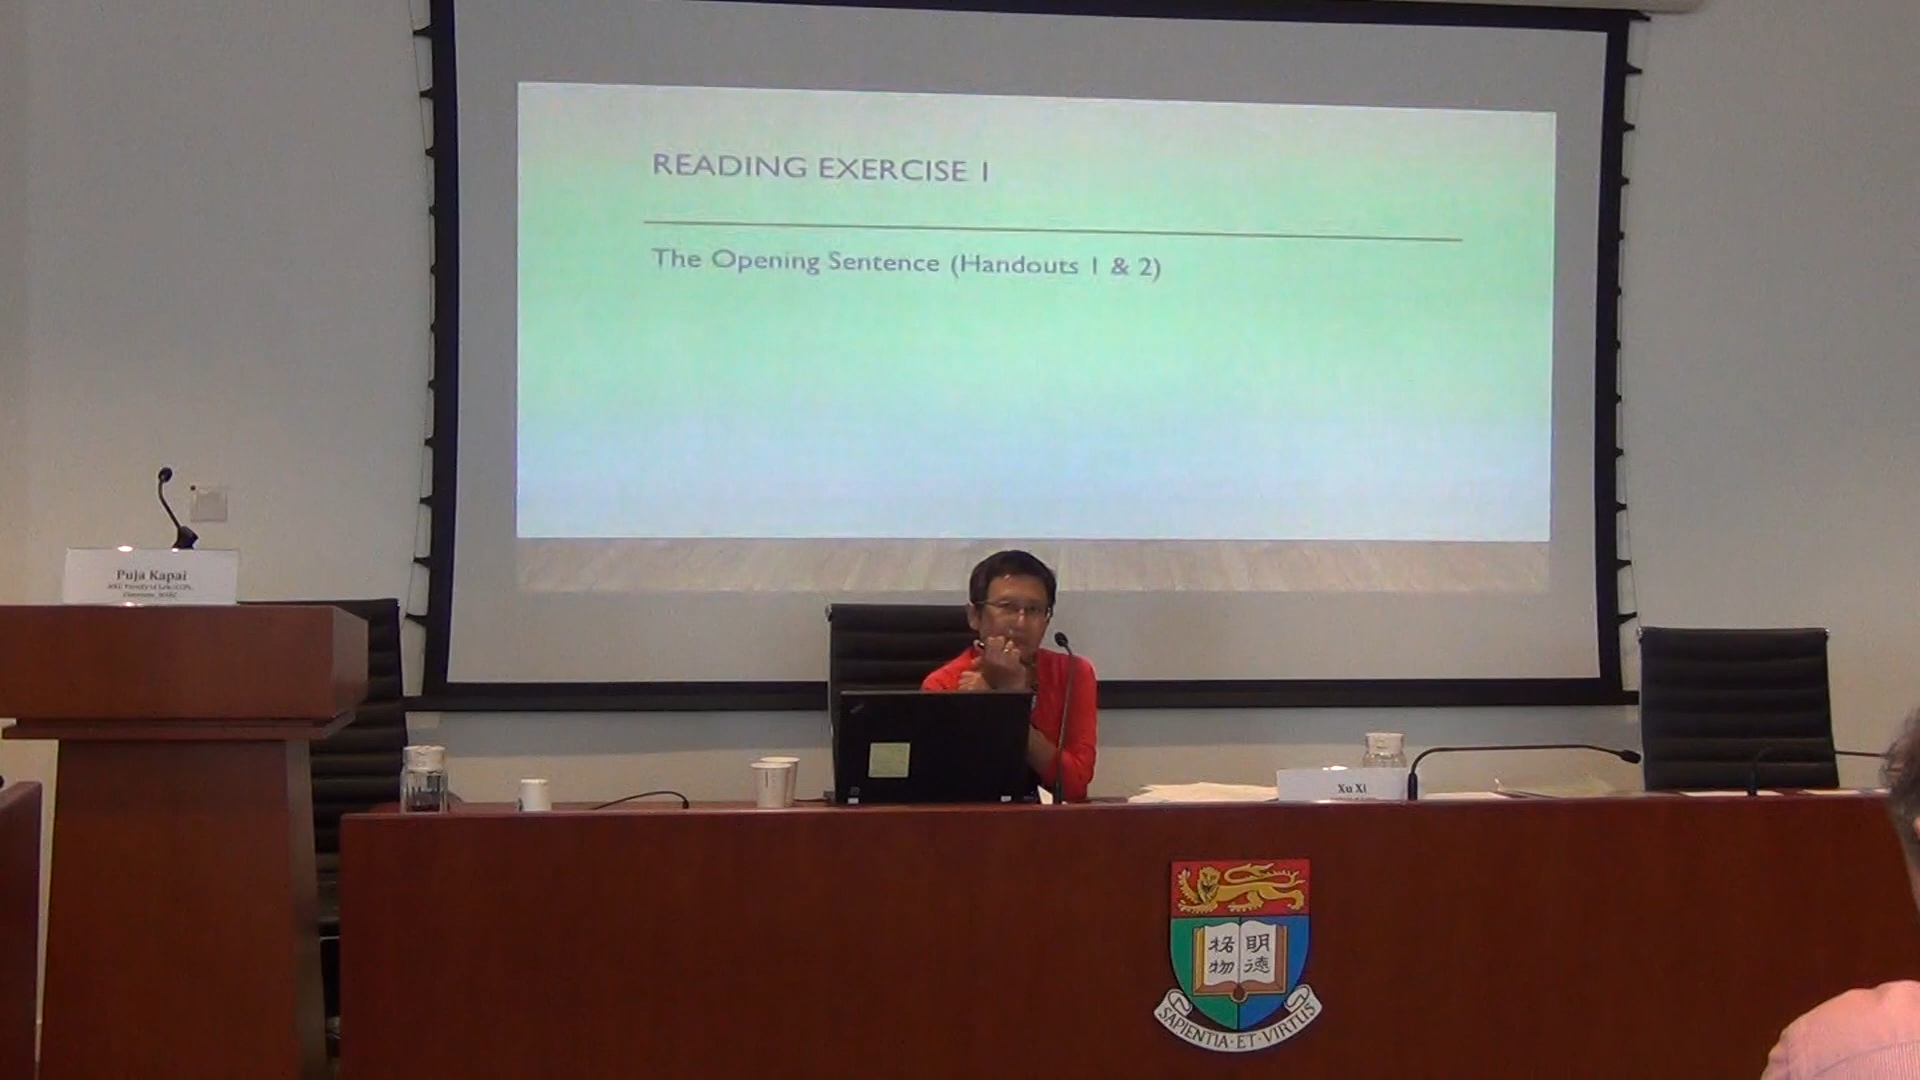 READING EXERCISE 1
The Opening Sentence (Handouts 1 & 2)
Puja Kapai
Xu Xi
格 明
物 德
SAPIENTIA·ET·VIRTUS